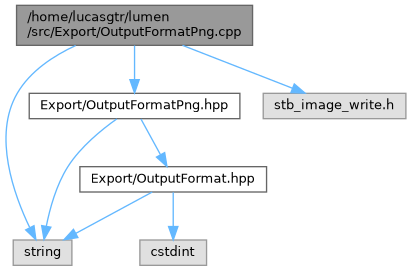 /home/lucasgtr/lumen
/src/Export/OutputFormatPng.cpp
Export/OutputFormatPng.hpp
stb_image_write.h
Export/OutputFormat.hpp
string
cstdint